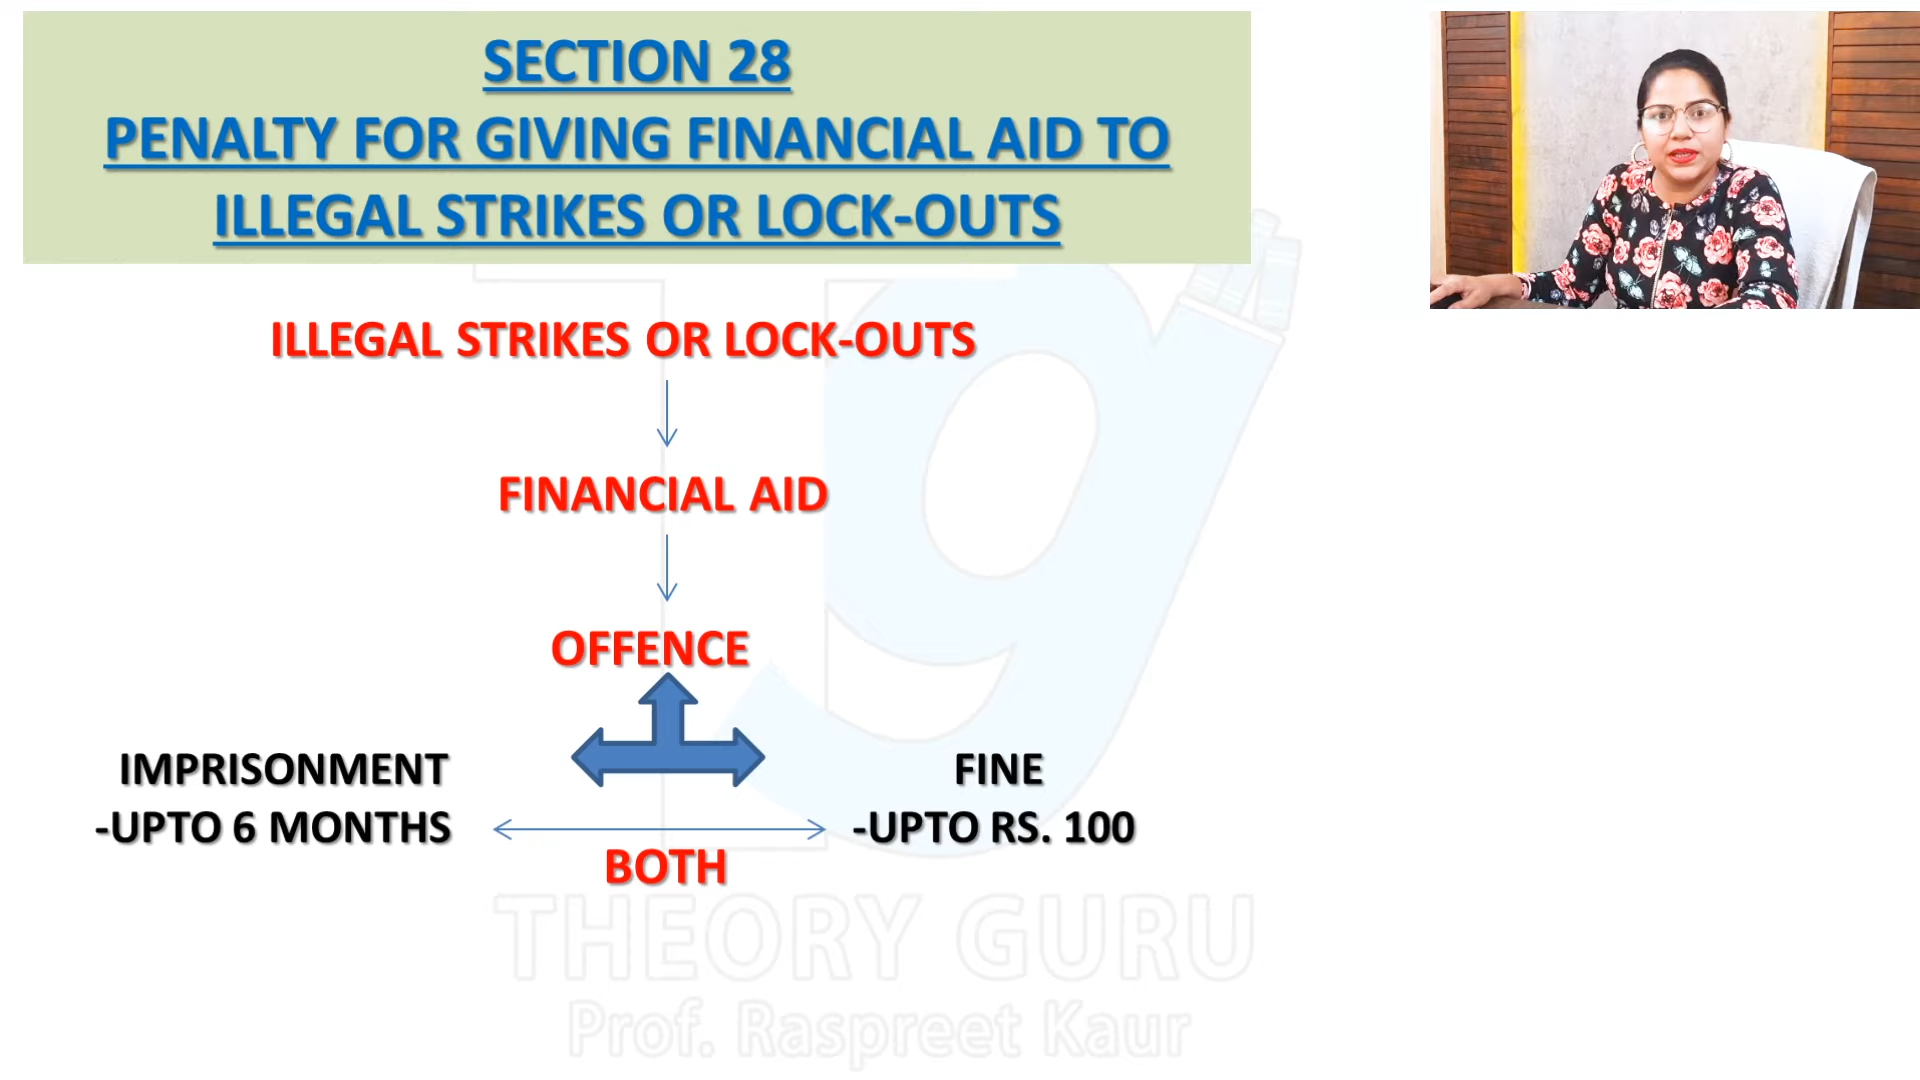 SECTION 28
PENALTY FOR GIVING FINANCIAL AID TO
ILLEGAL STRIKES OR LOCK-OUTS
ILLEGAL STRIKES OR LOCK-OUTS
FINANCIAL AID
OFFENCE
IMPRISONMENT
-UPTO 6 MONTHS
FINE
-UPTO RS. 100
BOTH
T9
THEORY GURU
Prof. Raspreet Kaur